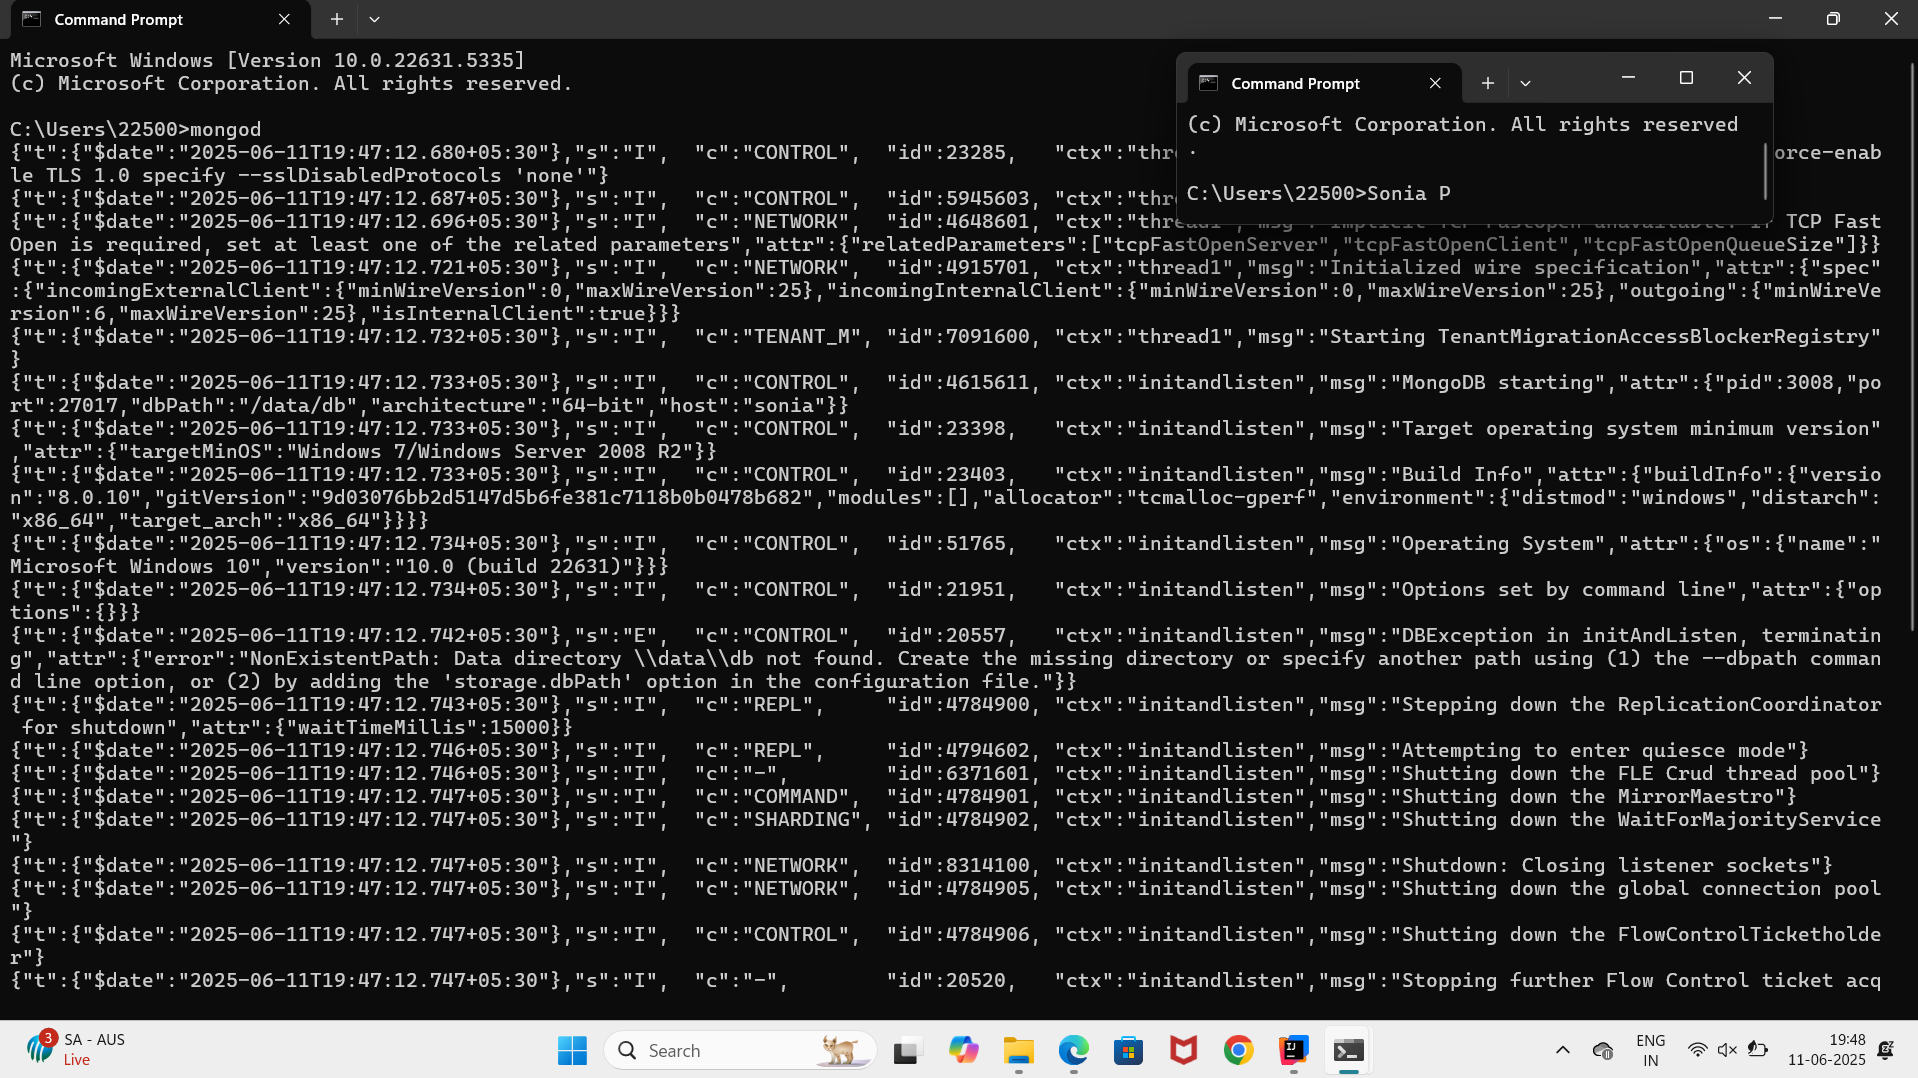 Command Prompt
Microsoft Windows [Version 10.0.22631.5335]
(c) Microsoft Corporation. All rights reserved.
C:\Users\22500>mongod
{"t":{"$date":"2025-06-11T19:47:12.680+05:30"},"s":"I",  "c":"CONTROL",  "id":23285,   "ctx":"thr orce-enab
le TLS 1.0 specify --sslDisabledProtocols 'none'"}
{"t":{"$date":"2025-06-11T19:47:12.687+05:30"},"s":"I",  "c":"CONTROL",  "id":5945603, "ctx":"thr
{"t":{"$date":"2025-06-11T19:47:12.696+05:30"},"s":"I",  "c":"NETWORK",  "id":4648601, "ctx":"thread1","msg":"Implicit TCP FastOpen unavailable. If TCP Fast
Open is required, set at least one of the related parameters","attr":{"relatedParameters":["tcpFastOpenServer","tcpFastOpenClient","tcpFastOpenQueueSize"]}}
{"t":{"$date":"2025-06-11T19:47:12.721+05:30"},"s":"I",  "c":"NETWORK",  "id":4915701, "ctx":"thread1","msg":"Initialized wire specification","attr":{"spec"
:{"incomingExternalClient":{"minWireVersion":0,"maxWireVersion":25},"incomingInternalClient":{"minWireVersion":0,"maxWireVersion":25},"outgoing":{"minWireVe
rsion":6,"maxWireVersion":25},"isInternalClient":true}}}
{"t":{"$date":"2025-06-11T19:47:12.732+05:30"},"s":"I",  "c":"TENANT_M", "id":7091600, "ctx":"thread1","msg":"Starting TenantMigrationAccessBlockerRegistry"
}
{"t":{"$date":"2025-06-11T19:47:12.733+05:30"},"s":"I",  "c":"CONTROL",  "id":4615611, "ctx":"initandlisten","msg":"MongoDB starting","attr":{"pid":3008,"po
rt":27017,"dbPath":"/data/db","architecture":"64-bit","host":"sonia"}}
{"t":{"$date":"2025-06-11T19:47:12.733+05:30"},"s":"I",  "c":"CONTROL",  "id":23398,   "ctx":"initandlisten","msg":"Target operating system minimum version"
,"attr":{"targetMinOS":"Windows 7/Windows Server 2008 R2"}}
{"t":{"$date":"2025-06-11T19:47:12.733+05:30"},"s":"I",  "c":"CONTROL",  "id":23403,   "ctx":"initandlisten","msg":"Build Info","attr":{"buildInfo":{"versio
n":"8.0.10","gitVersion":"9d03076bb2d5147d5b6fe381c7118b0b0478b682","modules":[],"allocator":"tcmalloc-gperf","environment":{"distmod":"windows","distarch":
"x86_64","target_arch":"x86_64"}}}}
{"t":{"$date":"2025-06-11T19:47:12.734+05:30"},"s":"I",  "c":"CONTROL",  "id":51765,   "ctx":"initandlisten","msg":"Operating System","attr":{"os":{"name":"
Microsoft Windows 10","version":"10.0 (build 22631)"}}}
{"t":{"$date":"2025-06-11T19:47:12.734+05:30"},"s":"I",  "c":"CONTROL",  "id":21951,   "ctx":"initandlisten","msg":"Options set by command line","attr":{"op
tions":{}}}
{"t":{"$date":"2025-06-11T19:47:12.742+05:30"},"s":"E",  "c":"CONTROL",  "id":20557,   "ctx":"initandlisten","msg":"DBException in initAndListen, terminatin
g","attr":{"error":"NonExistentPath: Data directory \\data\\db not found. Create the missing directory or specify another path using (1) the --dbpath comman
d line option, or (2) by adding the 'storage.dbPath' option in the configuration file."}}
{"t":{"$date":"2025-06-11T19:47:12.743+05:30"},"s":"I",  "c":"REPL",     "id":4784900, "ctx":"initandlisten","msg":"Stepping down the ReplicationCoordinator
 for shutdown","attr":{"waitTimeMillis":15000}}
{"t":{"$date":"2025-06-11T19:47:12.746+05:30"},"s":"I",  "c":"REPL",     "id":4794602, "ctx":"initandlisten","msg":"Attempting to enter quiesce mode"}
{"t":{"$date":"2025-06-11T19:47:12.746+05:30"},"s":"I",  "c":"-",        "id":6371601, "ctx":"initandlisten","msg":"Shutting down the FLE Crud thread pool"}
{"t":{"$date":"2025-06-11T19:47:12.747+05:30"},"s":"I",  "c":"COMMAND",  "id":4784901, "ctx":"initandlisten","msg":"Shutting down the MirrorMaestro"}
{"t":{"$date":"2025-06-11T19:47:12.747+05:30"},"s":"I",  "c":"SHARDING", "id":4784902, "ctx":"initandlisten","msg":"Shutting down the WaitForMajorityService
"}
{"t":{"$date":"2025-06-11T19:47:12.747+05:30"},"s":"I",  "c":"NETWORK",  "id":8314100, "ctx":"initandlisten","msg":"Shutdown: Closing listener sockets"}
{"t":{"$date":"2025-06-11T19:47:12.747+05:30"},"s":"I",  "c":"NETWORK",  "id":4784905, "ctx":"initandlisten","msg":"Shutting down the global connection pool
"}
{"t":{"$date":"2025-06-11T19:47:12.747+05:30"},"s":"I",  "c":"CONTROL",  "id":4784906, "ctx":"initandlisten","msg":"Shutting down the FlowControlTicketholde
r"}
{"t":{"$date":"2025-06-11T19:47:12.747+05:30"},"s":"I",  "c":"-",        "id":20520,   "ctx":"initandlisten","msg":"Stopping further Flow Control ticket acq
Command Prompt
(c) Microsoft Corporation. All rights reserved
.
C:\Users\22500>Sonia P
3
SA - AUS
Live
Search
IJ
ENG
IN
19:48
11-06-2025